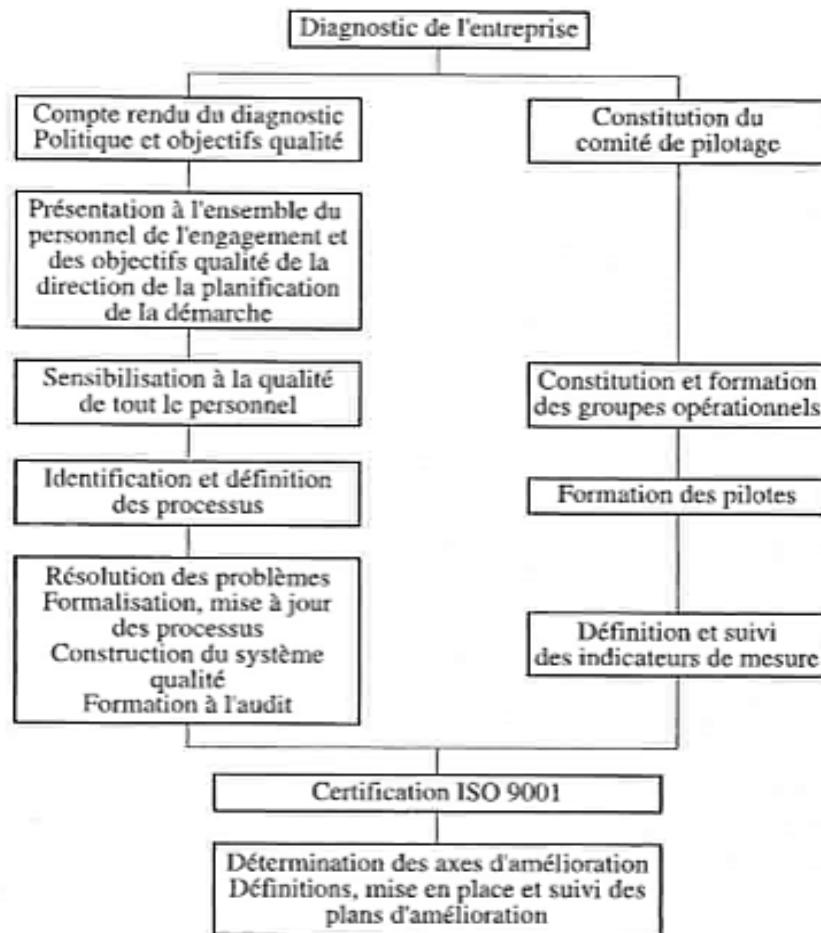 Diagnostic de l'entreprise
Compte rendu du diagnostic
Politique et objectifs qualité
Constitution du
comité de pilotage
Présentation à l'ensemble du
personnel de l'engagement et
des objectifs qualité de la
direction de la planification
de la démarche
Sensibilisation à la qualité
de tout le personnel
Constitution et formation
des groupes opérationnels
Identification et définition
des processus
Formation des pilotes
Résolution des problèmes
Formalisation, mise à jour
des processus
Construction du système
qualité
Formation à l'audit
Définition et suivi
des indicateurs de mesure
Certification ISO 9001
Détermination des axes d'amélioration
Définitions, mise en place et suivi des
plans d'amélioration